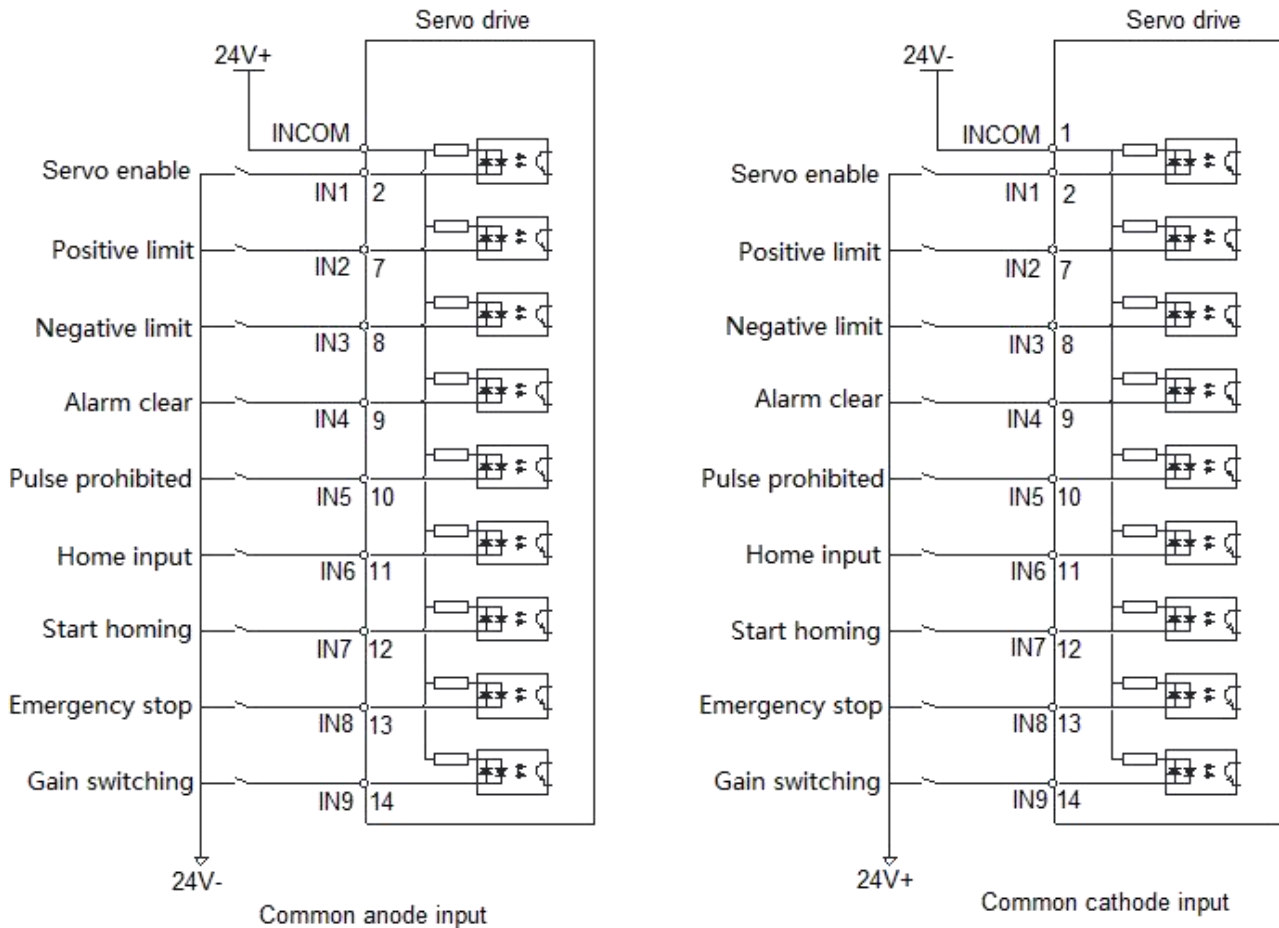 Servo drive
24V+
INCOM
Servo enable
IN1 2
Positive limit
IN2 7
Negative limit
IN3 8
Alarm clear
IN4 9
Pulse prohibited
IN5 10
Home input
IN6 11
Start homing
IN7 12
Emergency stop
IN8 13
Gain switching
IN9 14
24V-
Common anode input
Servo drive
24V-
INCOM 1
Servo enable
IN1 2
Positive limit
IN2 7
Negative limit
IN3 8
Alarm clear
IN4 9
Pulse prohibited
IN5 10
Home input
IN6 11
Start homing
IN7 12
Emergency stop
IN8 13
Gain switching
IN9 14
24V+
Common cathode input